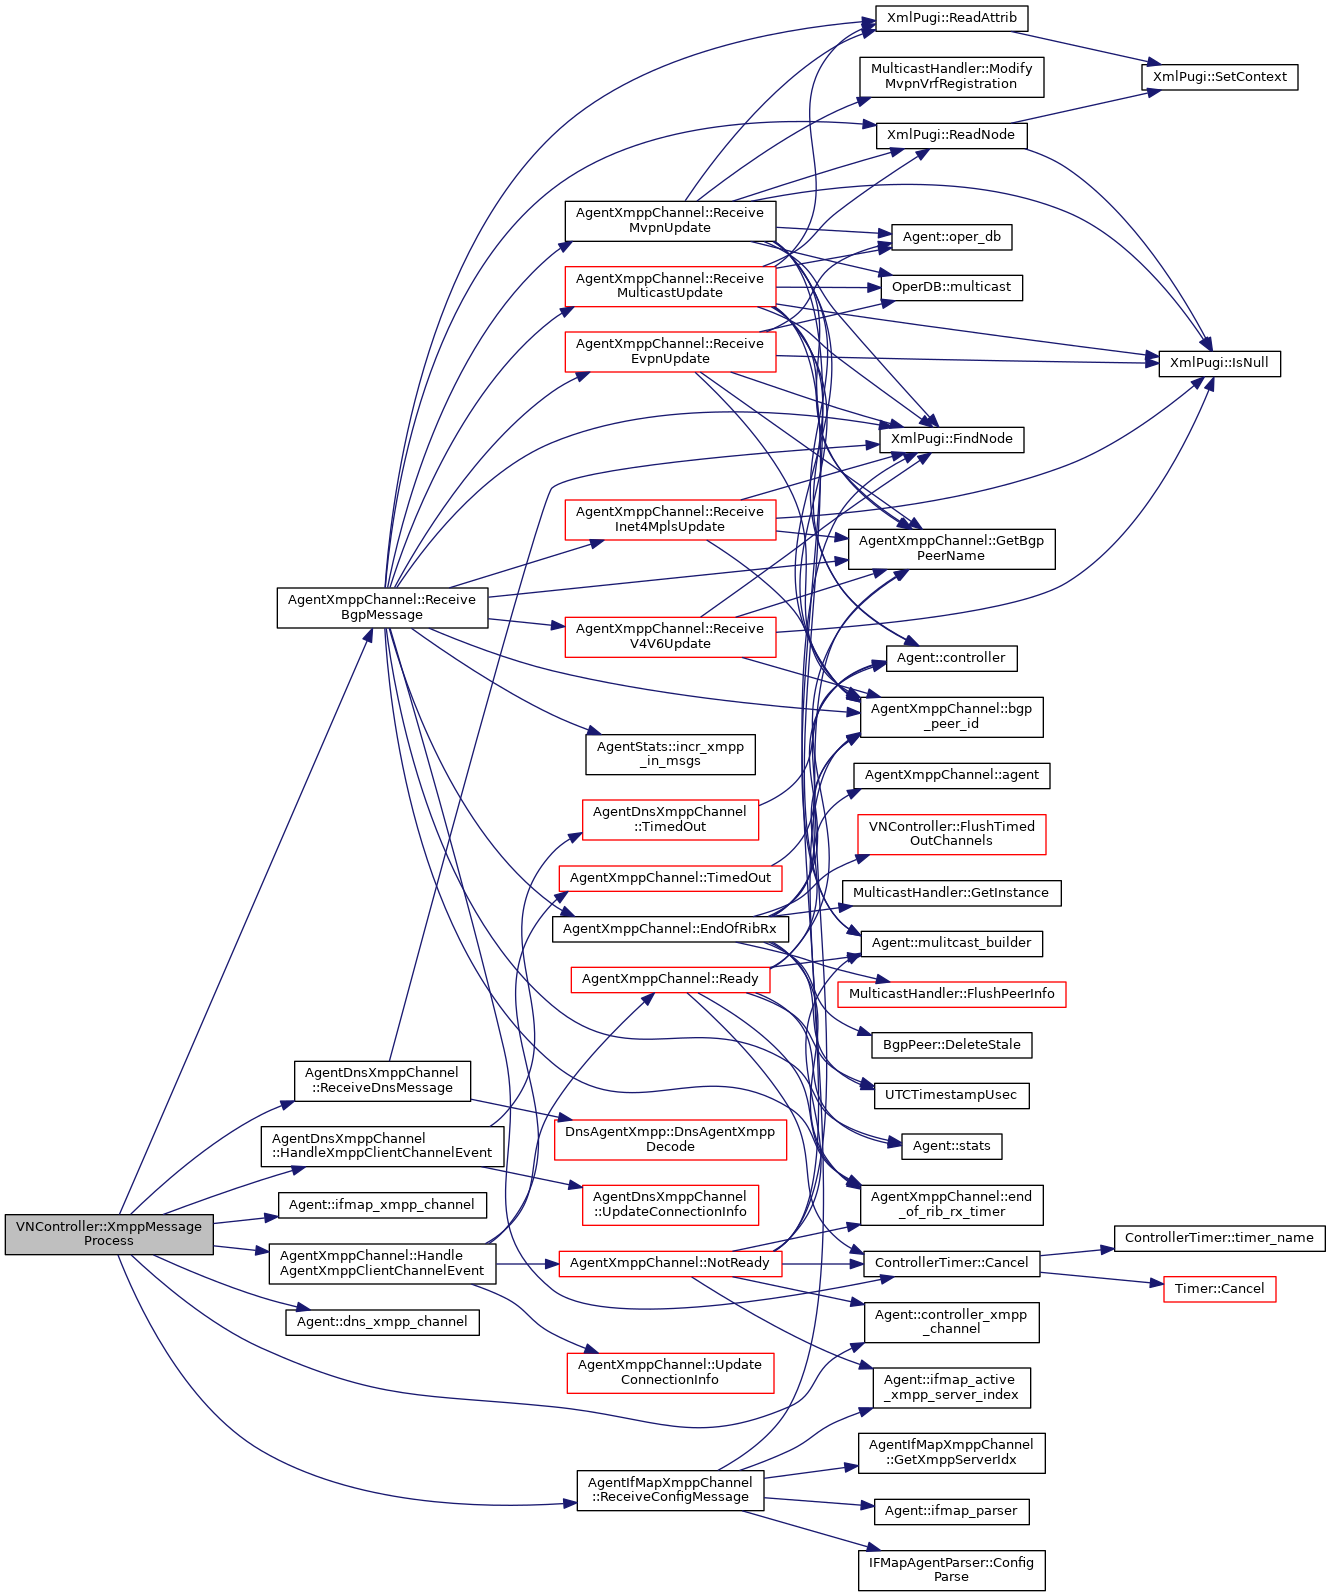 VNController::XmppMessage
Process
AgentXmppChannel::Receive
BgpMessage
AgentDnsXmppChannel
::ReceiveDnsMessage
AgentDnsXmppChannel
::HandleXmppClientChannelEvent
Agent::ifmap_xmpp_channel
AgentXmppChannel::Handle
AgentXmppClientChannelEvent
Agent::dns_xmpp_channel
AgentXmppChannel::Receive
MvpnUpdate
AgentXmppChannel::Receive
MulticastUpdate
AgentXmppChannel::Receive
EvpnUpdate
AgentXmppChannel::Receive
Inet4MplsUpdate
AgentXmppChannel::Receive
V4V6Update
AgentStats::incr_xmpp
_in_msgs
AgentDnsXmppChannel
::TimedOut
AgentXmppChannel::TimedOut
AgentXmppChannel::EndOfRibRx
AgentXmppChannel::Ready
DnsAgentXmpp::DnsAgentXmpp
Decode
AgentDnsXmppChannel
::UpdateConnectionInfo
AgentXmppChannel::NotReady
AgentXmppChannel::Update
ConnectionInfo
AgentIfMapXmppChannel
::ReceiveConfigMessage
XmlPugi::ReadAttrib
MulticastHandler::Modify
MvpnVrfRegistration
XmlPugi::ReadNode
Agent::oper_db
OperDB::multicast
XmlPugi::FindNode
AgentXmppChannel::GetBgp
PeerName
Agent::controller
AgentXmppChannel::bgp
_peer_id
AgentXmppChannel::agent
VNController::FlushTimed
OutChannels
MulticastHandler::GetInstance
Agent::mulitcast_builder
MulticastHandler::FlushPeerInfo
BgpPeer::DeleteStale
UTCTimestampUsec
Agent::stats
AgentXmppChannel::end
_of_rib_rx_timer
ControllerTimer::Cancel
Agent::controller_xmpp
_channel
Agent::ifmap_active
_xmpp_server_index
AgentIfMapXmppChannel
::GetXmppServerIdx
Agent::ifmap_parser
IFMapAgentParser::Config
Parse
XmlPugi::SetContext
XmlPugi::IsNull
ControllerTimer::timer_name
Timer::Cancel